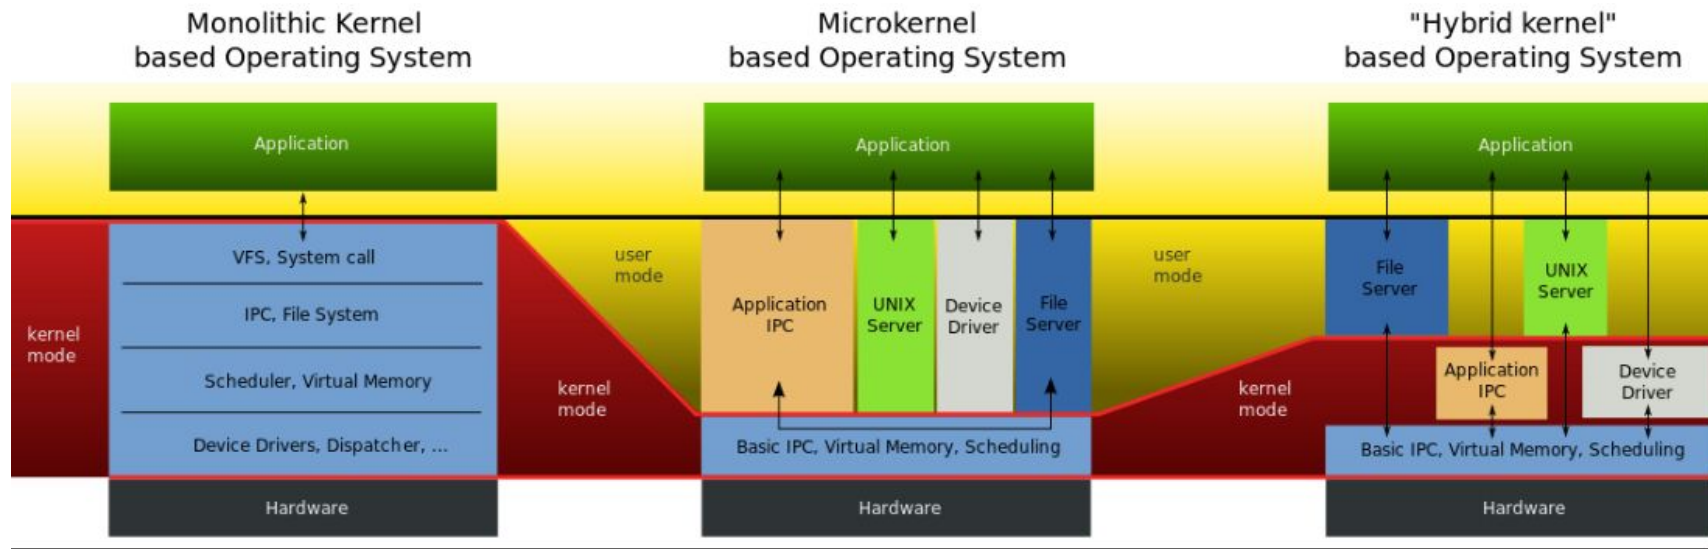 Monolithic Kernel
based Operating System
Application
kernel
mode
VFS, System call
IPC, File System
Scheduler, Virtual Memory
Device Drivers, Dispatcher, ...
Hardware
Microkernel
based Operating System
Application
user
mode
kernel
mode
Application
IPC
UNIX
Server
Device
Driver
File
Server
Basic IPC, Virtual Memory, Scheduling
Hardware
"Hybrid kernel"
based Operating System
Application
user
mode
kernel
mode
File
Server
UNIX
Server
Application
IPC
Device
Driver
Basic IPC, Virtual Memory, Scheduling
Hardware